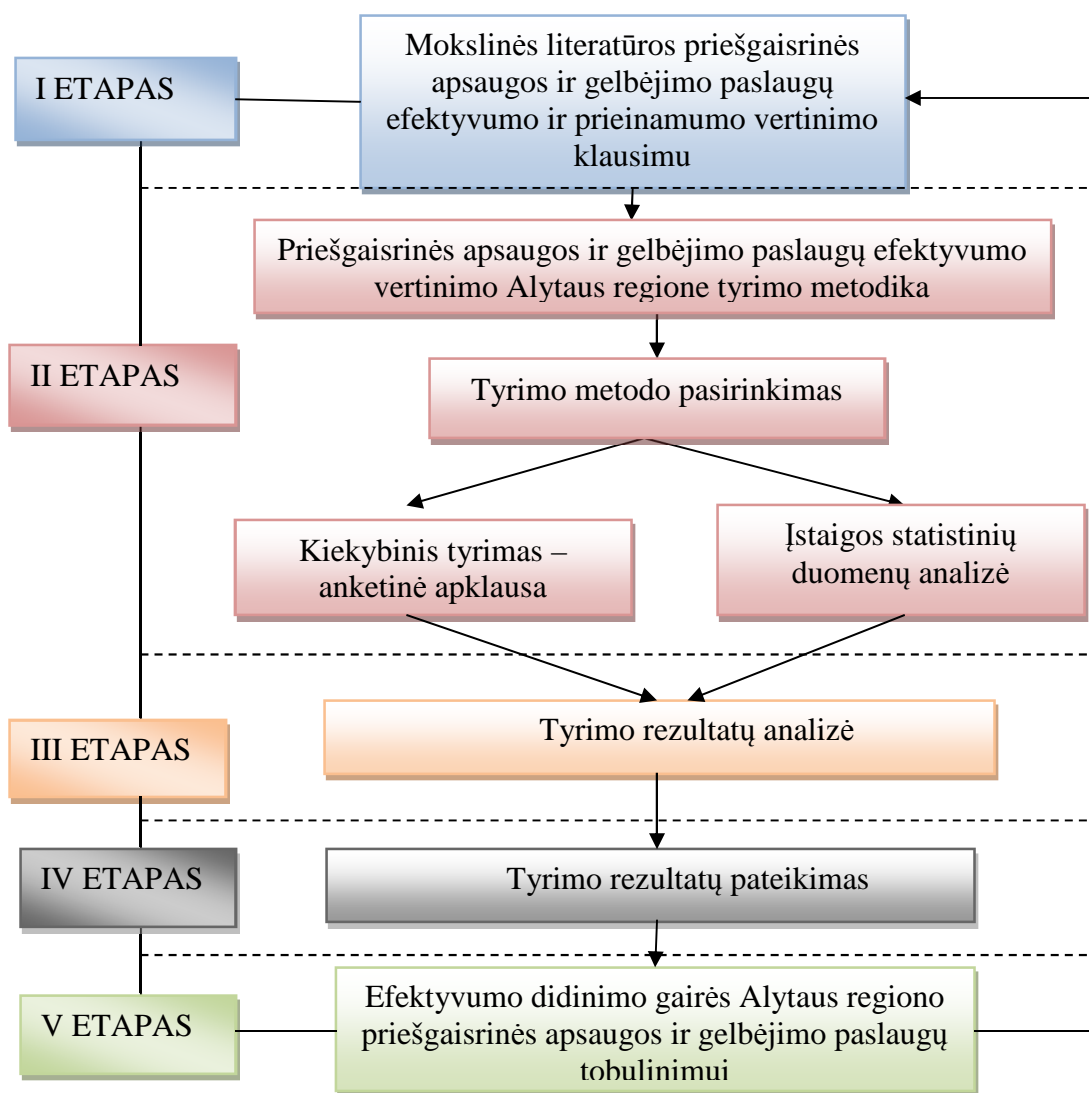 I ETAPAS
Mokslinės literatūros priešgaisrinės
apsaugos ir gelbėjimo paslaugų
efektyvumo ir prieinamumo vertinimo
klausimu
Priešgaisrinės apsaugos ir gelbėjimo paslaugų efektyvumo
vertinimo Alytaus regione tyrimo metodika
II ETAPAS
Tyrimo metodo pasirinkimas
Kiekybinis tyrimas –
anketinė apklausa
Įstaigos statistinių
duomenų analizė
III ETAPAS
Tyrimo rezultatų analizė
IV ETAPAS
Tyrimo rezultatų pateikimas
V ETAPAS
Efektyvumo didinimo gairės Alytaus regiono
priešgaisrinės apsaugos ir gelbėjimo paslaugų
tobulinimui